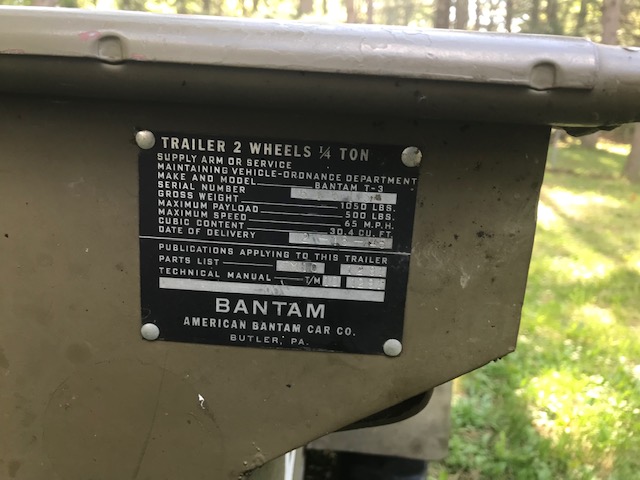 TRAILER 2 WHEELS ¼ TON
SUPPLY ARM OR SERVICE
MAINTAINING VEHICLE-ORDNANCE DEPARTMENT
MAKE AND MODEL BANTAM T-3
SERIAL NUMBER
GROSS WEIGHT 1050 LBS.
MAXIMUM PAYLOAD 500 LBS.
MAXIMUM SPEED 65 M.P.H.
CUBIC CONTENT 30.4 CU. FT.
DATE OF DELIVERY
PUBLICATIONS APPLYING TO THIS TRAILER
PARTS LIST
TECHNICAL MANUAL T/M
BANTAM
AMERICAN BANTAM CAR CO.
BUTLER, PA.